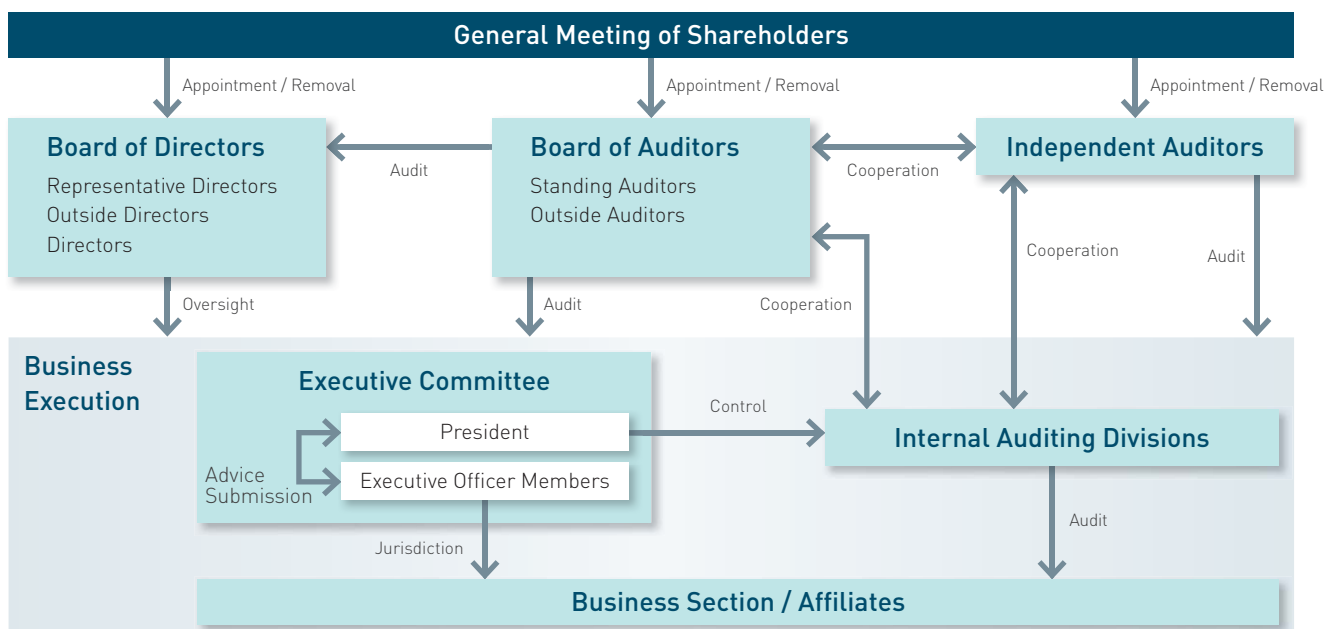 General Meeting of Shareholders
Appointment / Removal
Appointment / Removal
Appointment / Removal
Board of Directors
Representative Directors
Outside Directors
Directors
Audit
Board of Auditors
Standing Auditors
Outside Auditors
Cooperation
Independent Auditors
Oversight
Audit
Cooperation
Cooperation
Audit
Business
Execution
Executive Committee
President
Executive Officer Members
Advice
Submission
Control
Internal Auditing Divisions
Jurisdiction
Audit
Business Section / Affiliates